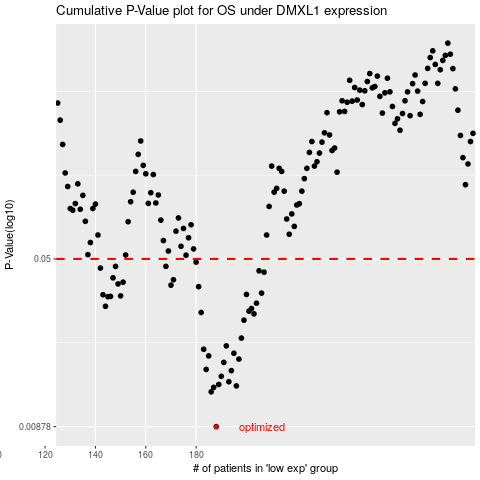 Cumulative P-Value plot for OS under DMXL1 expression
P-Value(log10)
0.05
0.00878
optimized
0 120 140 160 180
# of patients in 'low exp' group